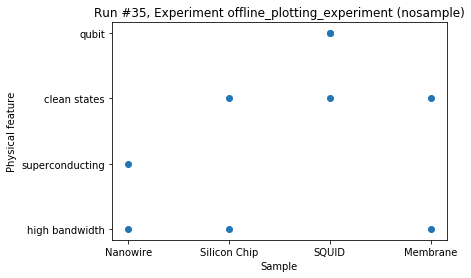 Run #35, Experiment offline_plotting_experiment (nosample)
qubit
clean states
superconducting
high bandwidth
Physical feature
Nanowire Silicon Chip SQUID Membrane
Sample